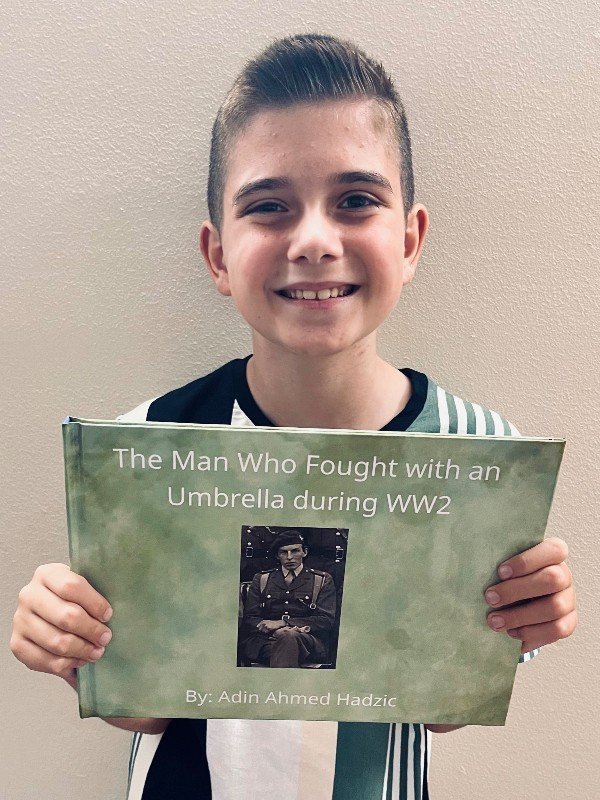 The Man Who Fought with an
Umbrella during WW2
By: Adin Ahmed Hadzic